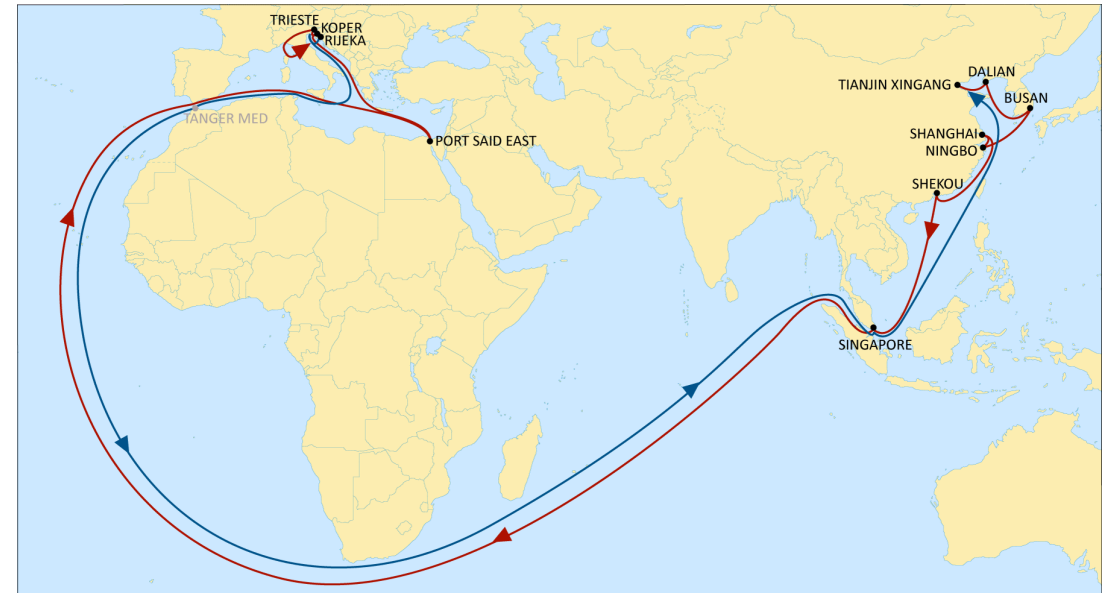 TRIESTE
KOPER
RIJEKA
DALIAN
TIANJIN XINGANG
BUSAN
TANGER MED
PORT SAID EAST
SHANGHAI
NINGBO
SHEKOU
SINGAPORE